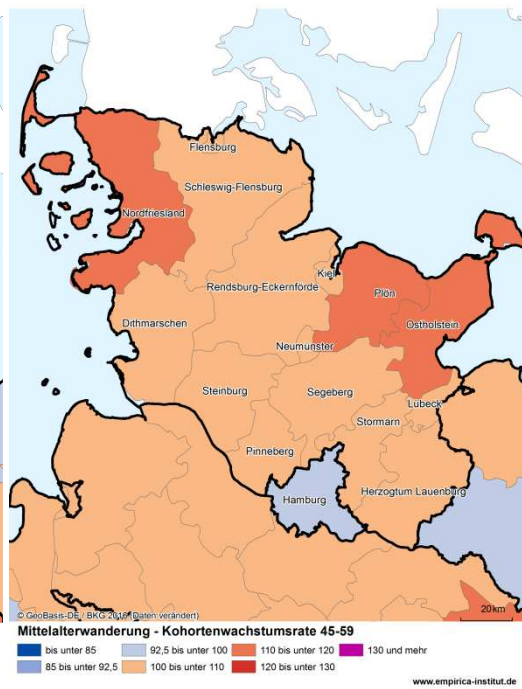 Flensburg
Schleswig-Flensburg
Nordfriesland
Kiel
Plön
Rendsburg-Eckernförde
Ostholstein
Dithmarschen
Neumünster
Steinburg
Segeberg
Lübeck
Stormarn
Pinneberg
Hamburg
Herzogtum Lauenburg
© GeoBasis-DE / BKG 2016 (Daten verändert)
20 km
Mittelalterwanderung - Kohortenwachstumsrate 45-59
bis unter 85 92,5 bis unter 100 110 bis unter 120 130 und mehr
85 bis unter 92,5 100 bis unter 110 120 bis unter 130
www.empirica-institut.de